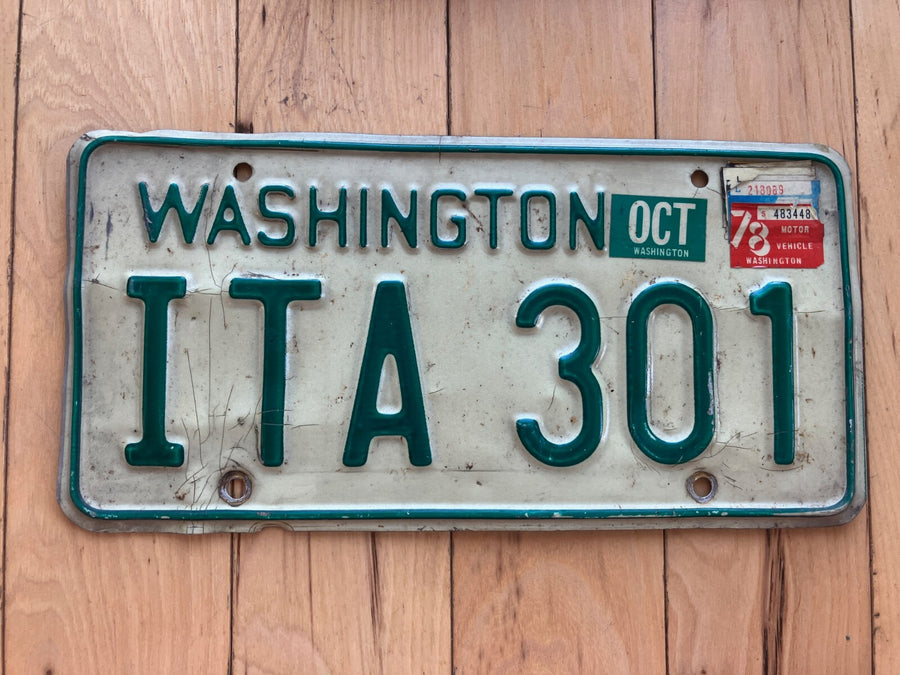 WASHINGTON
OCT
WASHINGTON
L
L 213089
S 483448
78 MOTOR
VEHICLE
WASHINGTON
ITA 301